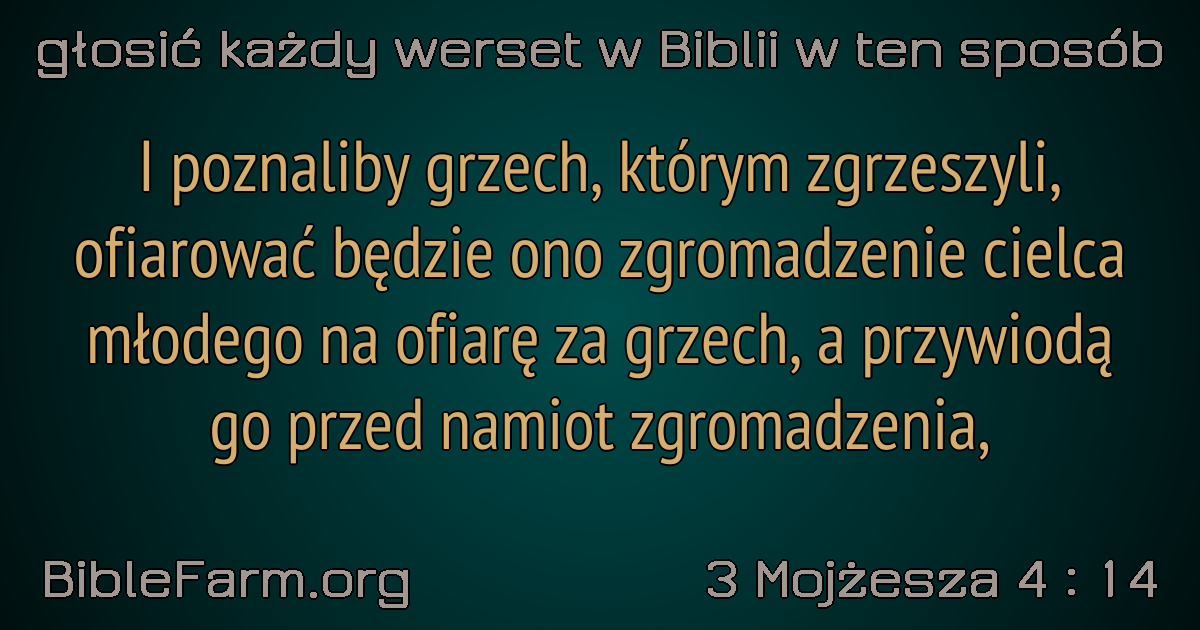 głosić każdy werset w Biblii w ten sposób
I poznaliby grzech, którym zgrzeszyli,
ofiarować będzie ono zgromadzenie cielca
młodego na ofiarę za grzech, a przywiodą
go przed namiot zgromadzenia,
BibleFarm.org
3 Mojżesza 4 : 14